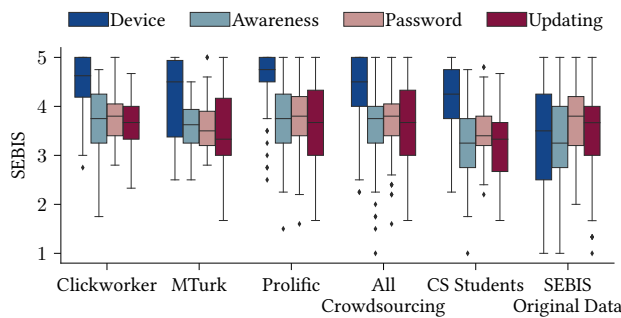 Device Awareness Password Updating
5
4
3
2
1
SEBIS
Clickworker MTurk Prolific All CS Students SEBIS
Crowdsourcing Original Data